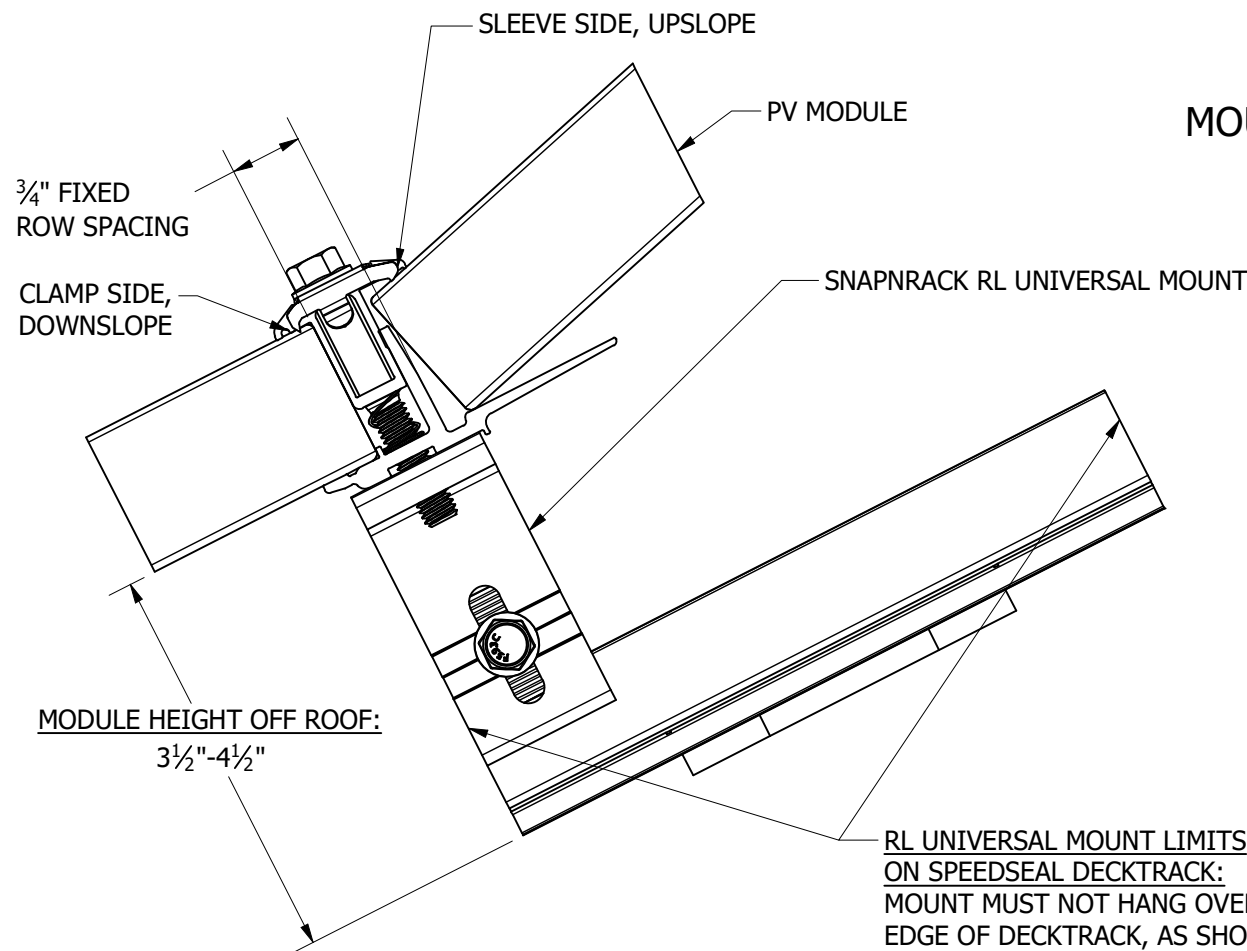 SLEEVE SIDE, UPSLOPE
PV MODULE
MOU
¾" FIXED
ROW SPACING
CLAMP SIDE,
DOWNSLOPE
SNAPNRACK RL UNIVERSAL MOUNT
MODULE HEIGHT OFF ROOF:
3½"-4½"
RL UNIVERSAL MOUNT LIMITS
ON SPEEDSEAL DECKTRACK:
MOUNT MUST NOT HANG OVER
EDGE OF DECKTRACK, AS SHO